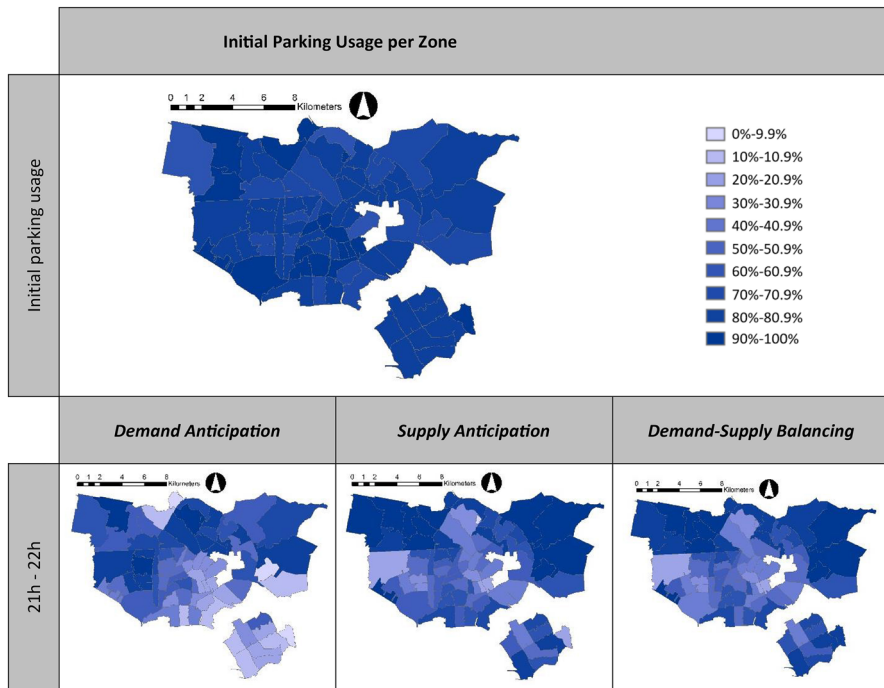 Initial Parking Usage per Zone
Initial parking usage
0 1 2 4 6 8
Kilometers
0%-9.9%
10%-10.9%
20%-20.9%
30%-30.9%
40%-40.9%
50%-50.9%
60%-60.9%
70%-70.9%
80%-80.9%
90%-100%
Demand Anticipation
Supply Anticipation
Demand-Supply Balancing
21h - 22h
0 1 2 4 6 8
Kilometers
0 1 2 4 6 8
Kilometers
0 1 2 4 6 8
Kilometers